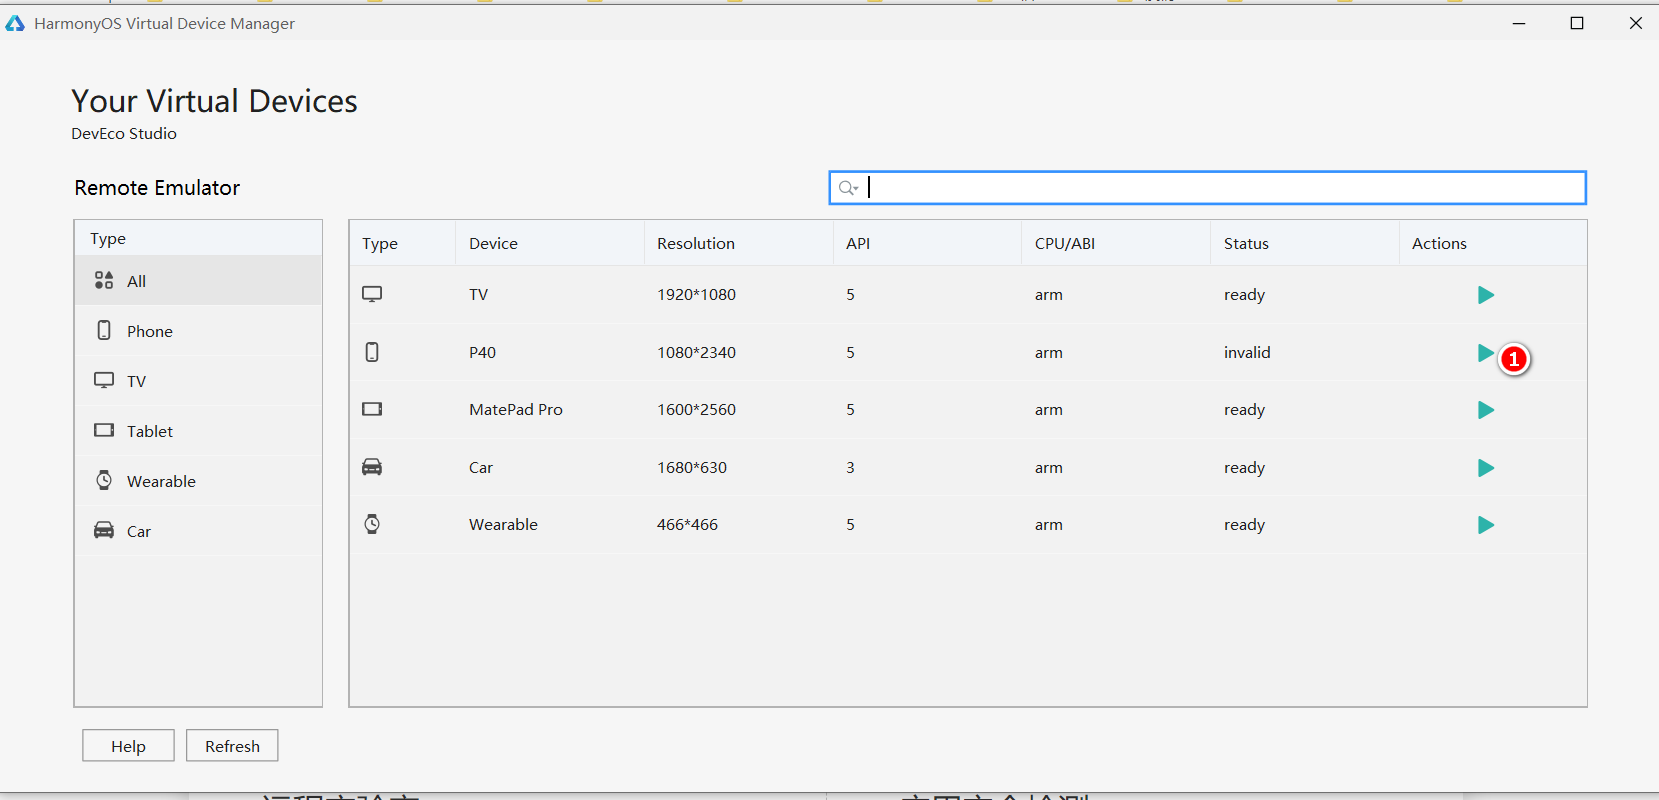 HarmonyOS Virtual Device Manager
Your Virtual Devices
DevEco Studio
Remote Emulator
Type
All
Phone
TV
Tablet
Wearable
Car
Type Device Resolution API CPU/ABI Status Actions
TV 1920*1080 5 arm ready
P40 1080*2340 5 arm invalid 1
MatePad Pro 1600*2560 5 arm ready
Car 1680*630 3 arm ready
Wearable 466*466 5 arm ready
Help Refresh